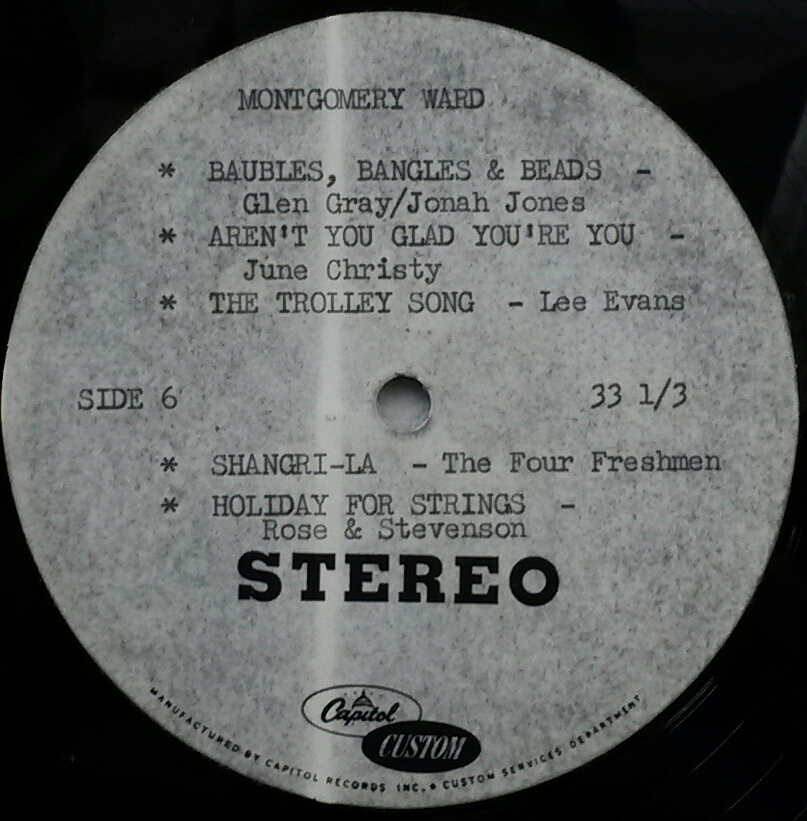 MONTGOMERY WARD
* BAUBLES, BANGLES & BEADS -
Glen Gray/Jonah Jones
* AREN'T YOU GLAD YOU'RE YOU -
June Christy
* THE TROLLEY SONG - Lee Evans
SIDE 6 33 1/3
* SHANGRI-LA - The Four Freshmen
* HOLIDAY FOR STRINGS -
Rose & Stevenson
STEREO
Capitol
CUSTOM
MANUFACTURED BY CAPITOL RECORDS INC. • CUSTOM SERVICES DEPARTMENT